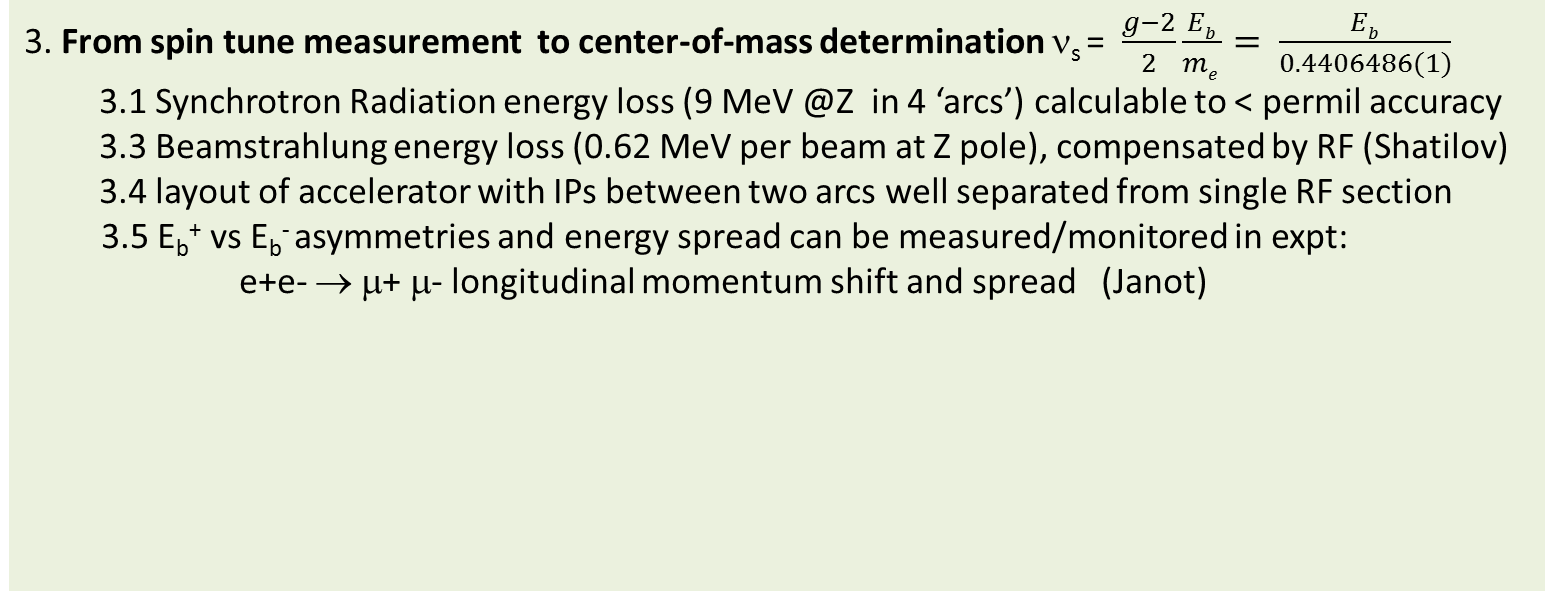 3. From spin tune measurement to center-of-mass determination νs = g−2/2 Eb/me = Eb/0.4406486(1)
3.1 Synchrotron Radiation energy loss (9 MeV @Z in 4 ‘arcs’) calculable to < permil accuracy
3.3 Beamstrahlung energy loss (0.62 MeV per beam at Z pole), compensated by RF (Shatilov)
3.4 layout of accelerator with IPs between two arcs well separated from single RF section
3.5 Eb+ vs Eb- asymmetries and energy spread can be measured/monitored in expt:
e+e- → μ+ μ- longitudinal momentum shift and spread (Janot)